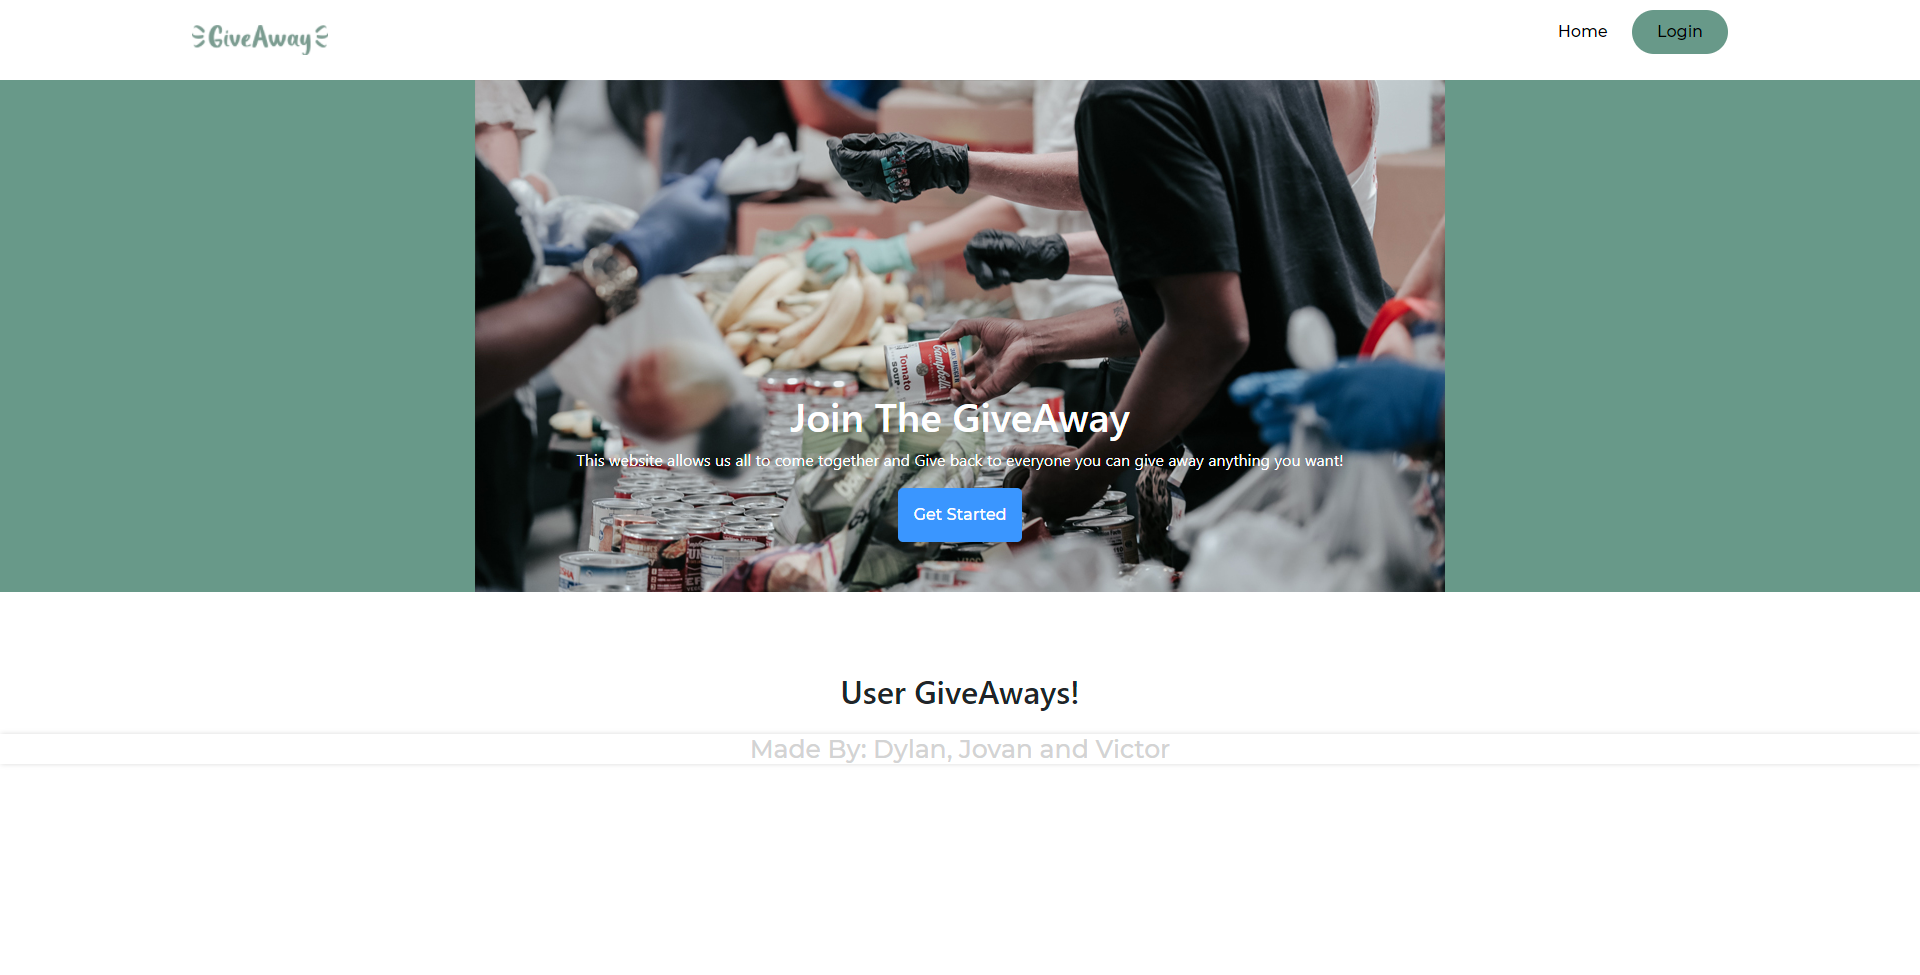 GiveAway
Home
Login
Campbell's
Tomato
SOUP
Join The GiveAway
This website allows us all to come together and Give back to everyone you can give away anything you want!
Get Started
User GiveAways!
Made By: Dylan, Jovan and Victor